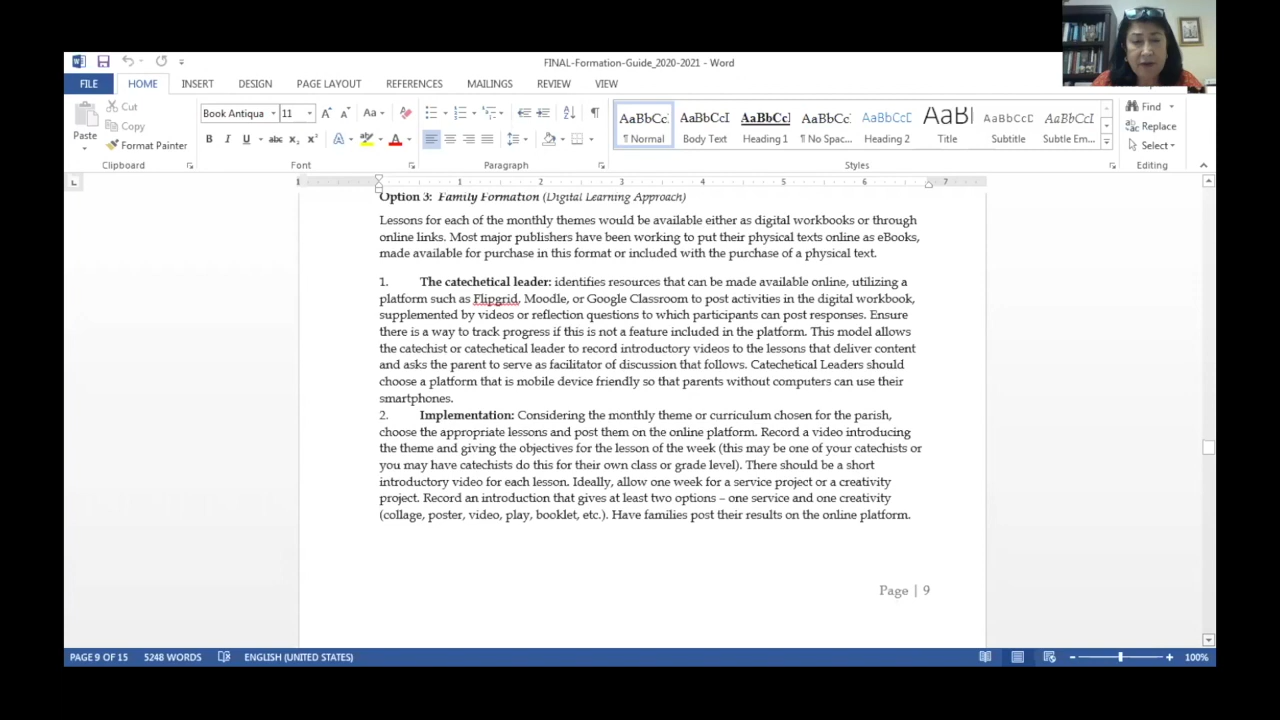 FINAL-Formation-Guide_2020-2021 - Word
FILE HOME INSERT DESIGN PAGE LAYOUT REFERENCES MAILINGS REVIEW VIEW
Paste
Cut
Copy
Format Painter
Clipboard
Book Antiqua 11
Font
Paragraph
AaBbCcI AaBbCcI AaBbCc AaBbCc. AaBbCcD AaB AaBbCcD AaBbCcD
¶ Normal Body Text Heading 1 ¶ No Spac... Heading 2 Title Subtitle Subtle Em...
Styles
Find
Replace
Select
Editing
1 1 2 3 4 5 6 7
Option 3: Family Formation (Digital Learning Approach)
Lessons for each of the monthly themes would be available either as digital workbooks or through
online links. Most major publishers have been working to put their physical texts online as eBooks,
made available for purchase in this format or included with the purchase of a physical text.
1. The catechetical leader: identifies resources that can be made available online, utilizing a
platform such as Flipgrid, Moodle, or Google Classroom to post activities in the digital workbook,
supplemented by videos or reflection questions to which participants can post responses. Ensure
there is a way to track progress if this is not a feature included in the platform. This model allows
the catechist or catechetical leader to record introductory videos to the lessons that deliver content
and asks the parent to serve as facilitator of discussion that follows. Catechetical Leaders should
choose a platform that is mobile device friendly so that parents without computers can use their
smartphones.
2. Implementation: Considering the monthly theme or curriculum chosen for the parish,
choose the appropriate lessons and post them on the online platform. Record a video introducing
the theme and giving the objectives for the lesson of the week (this may be one of your catechists or
you may have catechists do this for their own class or grade level). There should be a short
introductory video for each lesson. Ideally, allow one week for a service project or a creativity
project. Record an introduction that gives at least two options – one service and one creativity
(collage, poster, video, play, booklet, etc.). Have families post their results on the online platform.
Page | 9
PAGE 9 OF 15 5248 WORDS ENGLISH (UNITED STATES) 100%